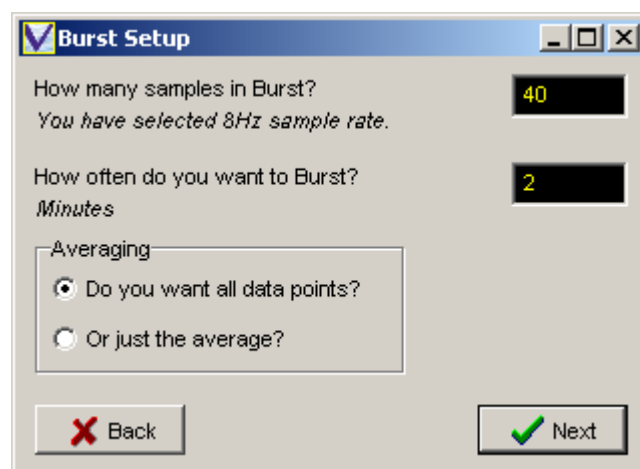 Burst Setup
How many samples in Burst?
40
You have selected 8Hz sample rate.
How often do you want to Burst?
2
Minutes
Averaging
Do you want all data points?
Or just the average?
Back
Next